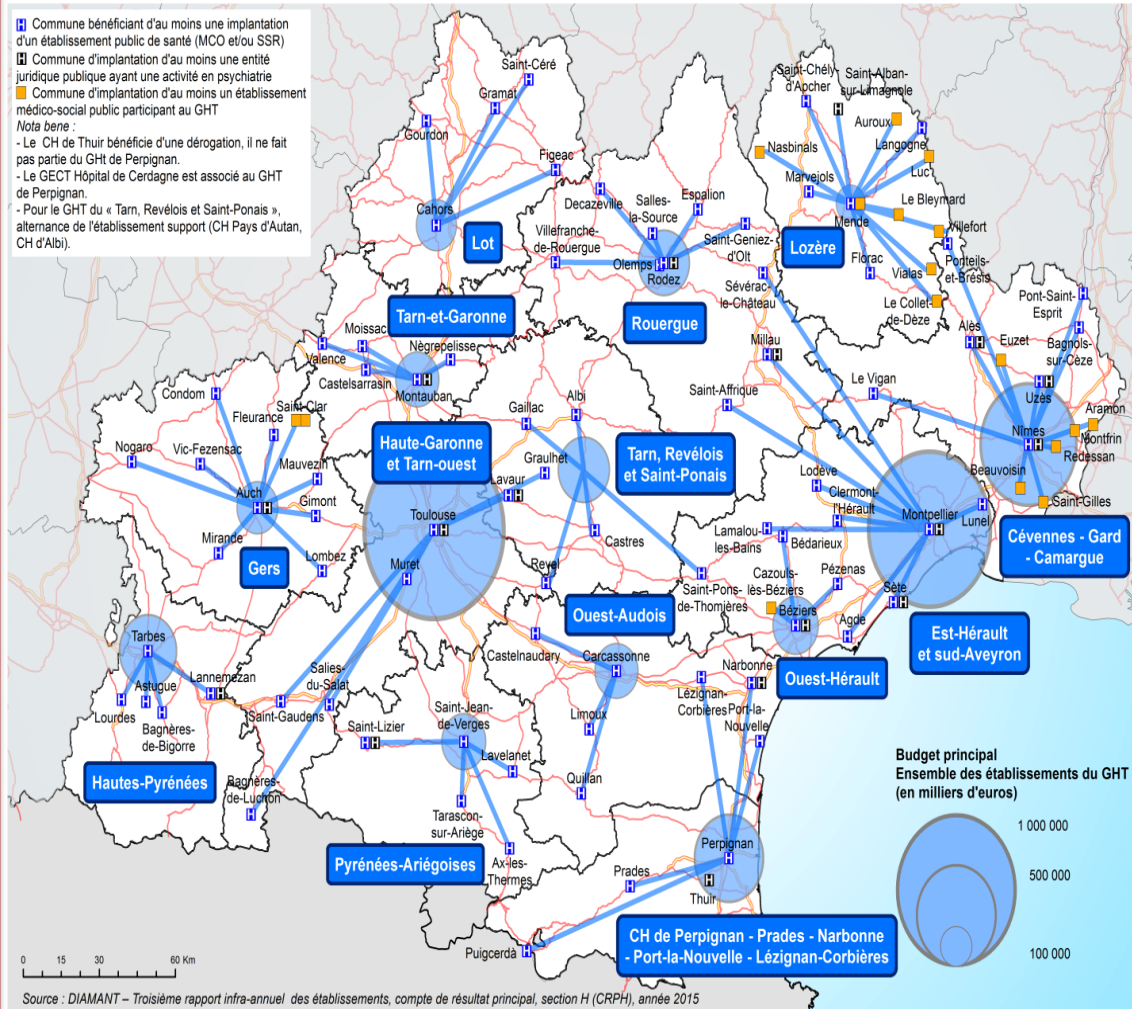 Commune bénéficiant d'au moins une implantation
d'un établissement public de santé (MCO et/ou SSR)
Commune d'implantation d'au moins une entité
juridique publique ayant une activité en psychiatrie
Commune d'implantation d'au moins un établissement
médico-social public participant au GHT
Nota bene :
- Le CH de Thuir bénéficie d'une dérogation, il ne fait
pas partie du GHt de Perpignan.
- Le GECT Hôpital de Cerdagne est associé au GHT
de Perpignan.
- Pour le GHT du « Tarn, Revélois et Saint-Ponais »,
alternance de l'établissement support (CH Pays d'Autan,
CH d'Albi).
Saint-Céré
Gramat
Gourdon
Figeac
Cahors
Lot
Decazeville
Salles-
la-Source
Espalion
Villefranche-
de-Rouergue
Olemps
Rodez
Saint-Geniez-
d'Olt
Rouergue
Saint-Chély-
d'Apcher
Saint-Alban-
sur-Limagnole
Auroux
Langogne
Nasbinals
Luc
Marvejols
Le Bleymard
Mende
Villefort
Lozère
Florac
Vialas
Ponteils-
et-Brésis
Le Collet-
de-Dèze
Sévérac-
le-Château
Millau
Saint-Affrique
Le Vigan
Alès
Euzet
Pont-Saint-
Esprit
Bagnols-
sur-Cèze
Uzès
Aramon
Nîmes
Montfrin
Redessan
Beauvoisin
Saint-Gilles
Cévennes - Gard
- Camargue
Tarn-et-Garonne
Moissac
Nègrepelisse
Valence
Castelsarrasin
Montauban
Condom
Fleurance
Saint-Clar
Nogaro
Vic-Fezensac
Mauvezin
Auch
Gimont
Mirande
Lombez
Gers
Haute-Garonne
et Tarn-ouest
Toulouse
Muret
Gaillac
Albi
Graulhet
Lavaur
Castres
Revel
Tarn, Revélois
et Saint-Ponais
Lodève
Clermont-
l'Hérault
Montpellier
Lunel
Lamalou-
les-Bains
Bédarieux
Cazouls-
lès-Béziers
Pézenas
Sète
Saint-Pons-
de-Thomières
Béziers
Agde
Est-Hérault
et sud-Aveyron
Ouest-Hérault
Ouest-Audois
Castelnaudary
Carcassonne
Narbonne
Lézignan-
Corbières
Port-la-
Nouvelle
Limoux
Quillan
Tarbes
Astugue
Lannemezan
Lourdes
Bagnères-
de-Bigorre
Hautes-Pyrénées
Salies-
du-Salat
Saint-Gaudens
Bagnères-
de-Luchon
Saint-Jean-
de-Verges
Saint-Lizier
Lavelanet
Tarascon-
sur-Ariège
Ax-les-
Thermes
Pyrénées-Ariégoises
Perpignan
Prades
Thuir
Puigcerdà
CH de Perpignan - Prades - Narbonne
- Port-la-Nouvelle - Lézignan-Corbières
Budget principal
Ensemble des établissements du GHT
(en milliers d'euros)
1 000 000
500 000
100 000
0 15 30 60 Km
Source : DIAMANT – Troisième rapport infra-annuel des établissements, compte de résultat principal, section H (CRPH), année 2015